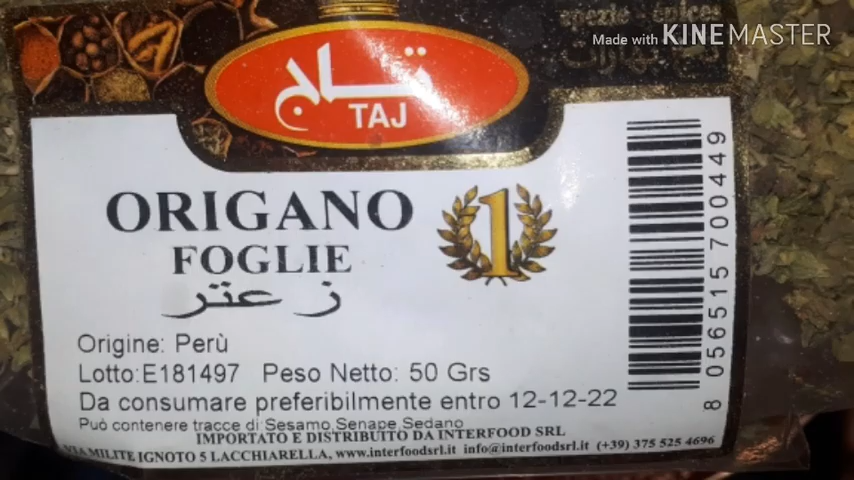 Made with KINEMASTER
تاج
TAJ
ORIGANO
FOGLIE
زعتر
1
Origine: Perù
Lotto:E181497 Peso Netto: 50 Grs
Da consumare preferibilmente entro 12-12-22
Può contenere tracce di:Sesamo,Senape,Sedano
IMPORTATO E DISTRIBUITO DA INTERFOOD SRL
VIA MILITE IGNOTO 5 LACCHIARELLA, www.interfoodsrl.it info@interfoodsrl.it (+39) 375 525 4696
8 056515 700449